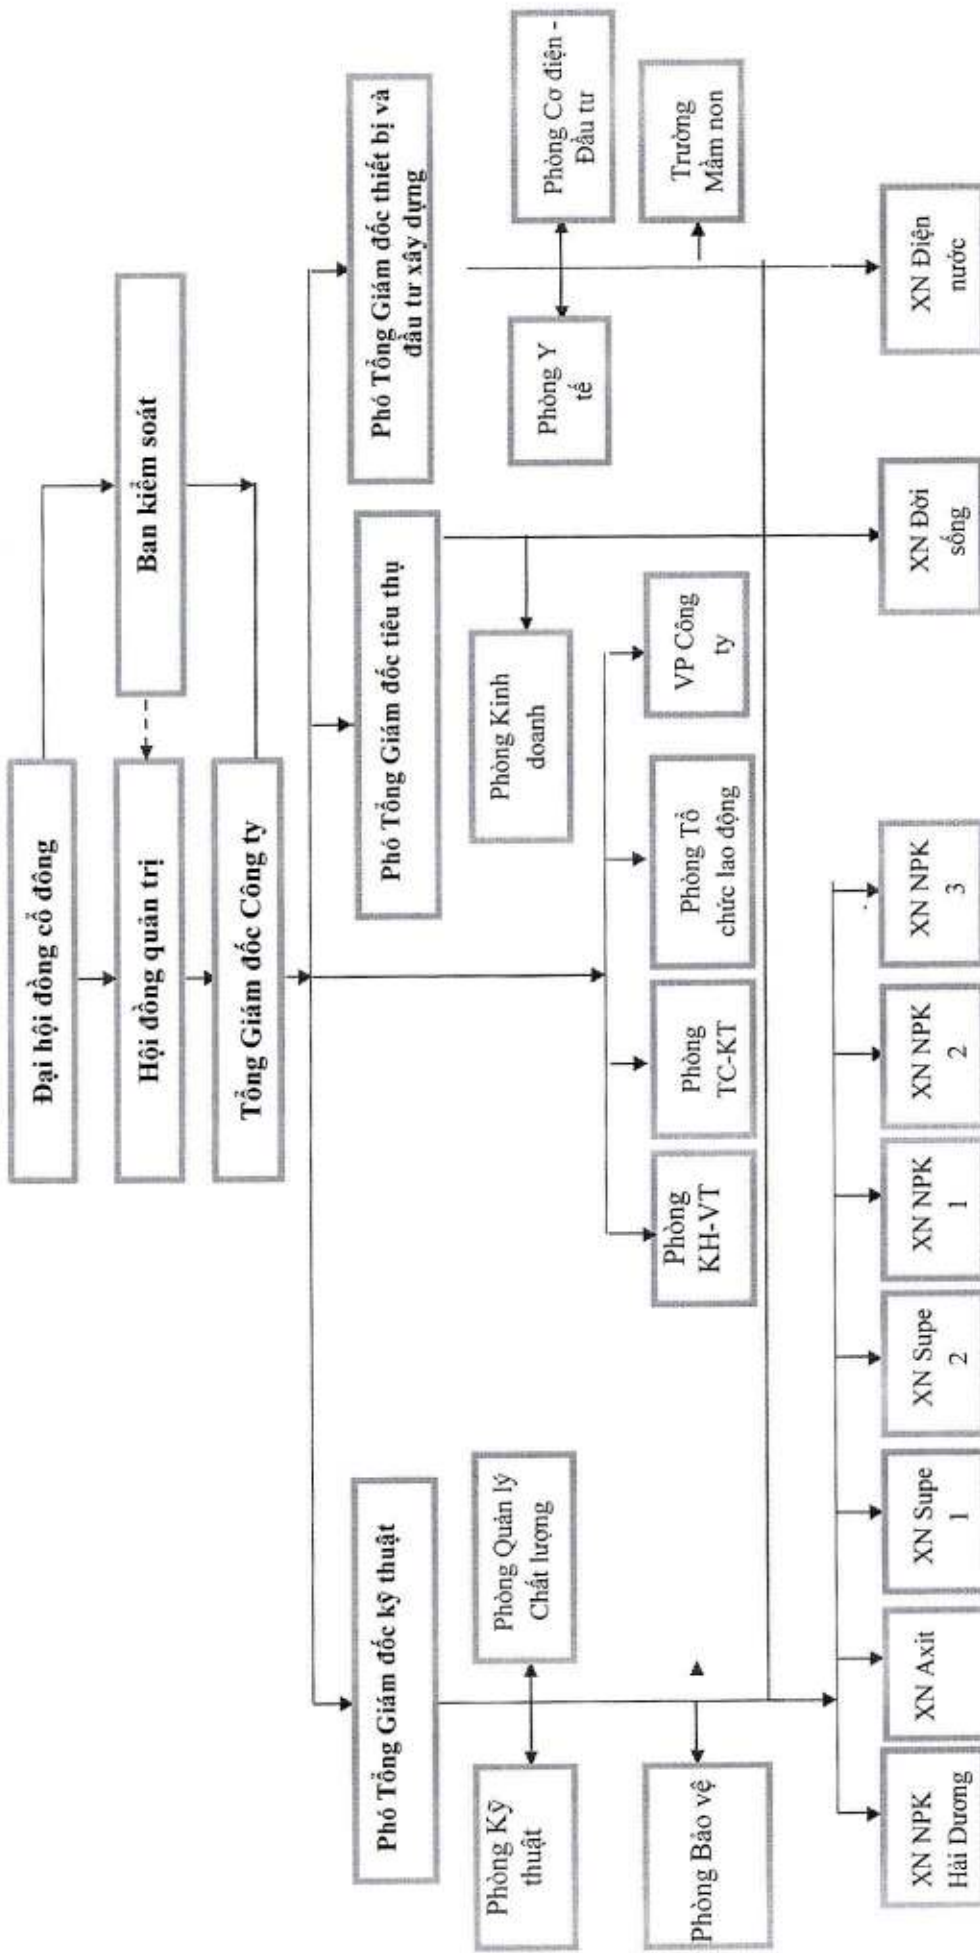 Đại hội đồng cổ đông
Ban kiểm soát
Hội đồng quản trị
Tổng Giám đốc Công ty
Phó Tổng Giám đốc kỹ thuật
Phó Tổng Giám đốc tiêu thụ
Phó Tổng Giám đốc thiết bị và
đầu tư xây dựng
Phòng Kỹ
thuật
Phòng Quản lý
Chất lượng
Phòng Kinh
doanh
Phòng Y
tế
Phòng Cơ điện -
Đầu tư
Phòng Bảo vệ
Phòng
KH-VT
Phòng
TC-KT
Phòng Tổ
chức lao động
VP Công
ty
Trường
Mầm non
XN NPK
Hải Dương
XN Axit
XN Supe
1
XN Supe
2
XN NPK
1
XN NPK
2
XN NPK
3
XN Đời
sống
XN Điện
nước